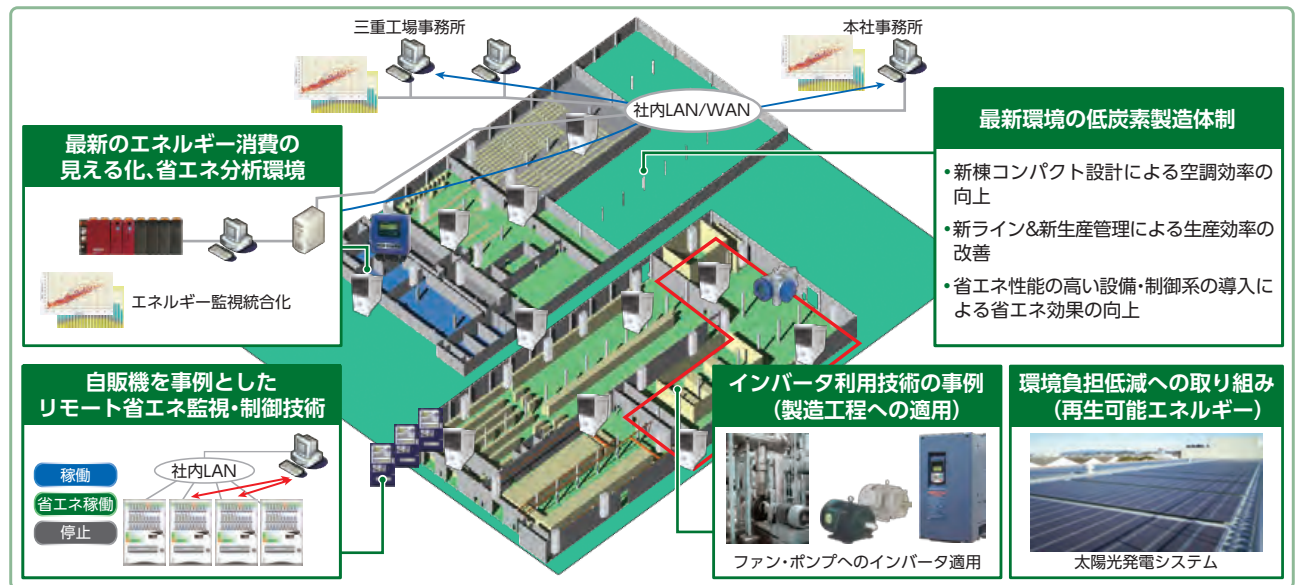 三重工場事務所
本社事務所
社内LAN/WAN
最新のエネルギー消費の
見える化、省エネ分析環境
エネルギー監視統合化
最新環境の低炭素製造体制
•新棟コンパクト設計による空調効率の
向上
•新ライン&新生産管理による生産効率の
改善
•省エネ性能の高い設備・制御系の導入に
よる省エネ効果の向上
自販機を事例とした
リモート省エネ監視・制御技術
社内LAN
稼働
省エネ稼働
停止
インバータ利用技術の事例
（製造工程への適用）
ファン・ポンプへのインバータ適用
環境負担低減への取り組み
（再生可能エネルギー）
太陽光発電システム